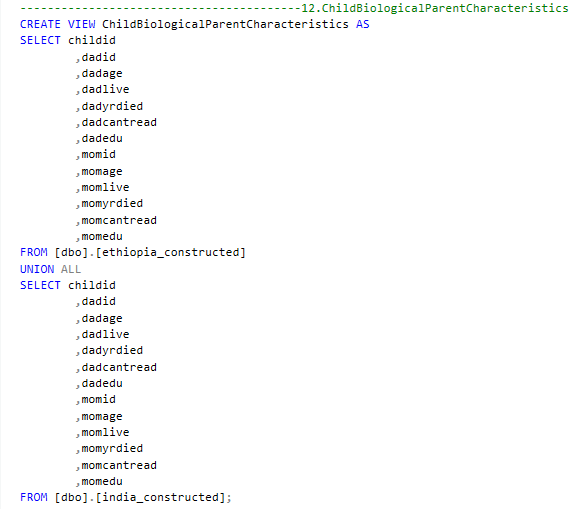 -----------------------------------------12.ChildBiologicalParentCharacteristics
CREATE VIEW ChildBiologicalParentCharacteristics AS
SELECT childid
,dadid
,dadage
,dadlive
,dadyrdied
,dadcantread
,dadedu
,momid
,momage
,momlive
,momyrdied
,momcantread
,momedu
FROM [dbo].[ethiopia_constructed]
UNION ALL
SELECT childid
,dadid
,dadage
,dadlive
,dadyrdied
,dadcantread
,dadedu
,momid
,momage
,momlive
,momyrdied
,momcantread
,momedu
FROM [dbo].[india_constructed];